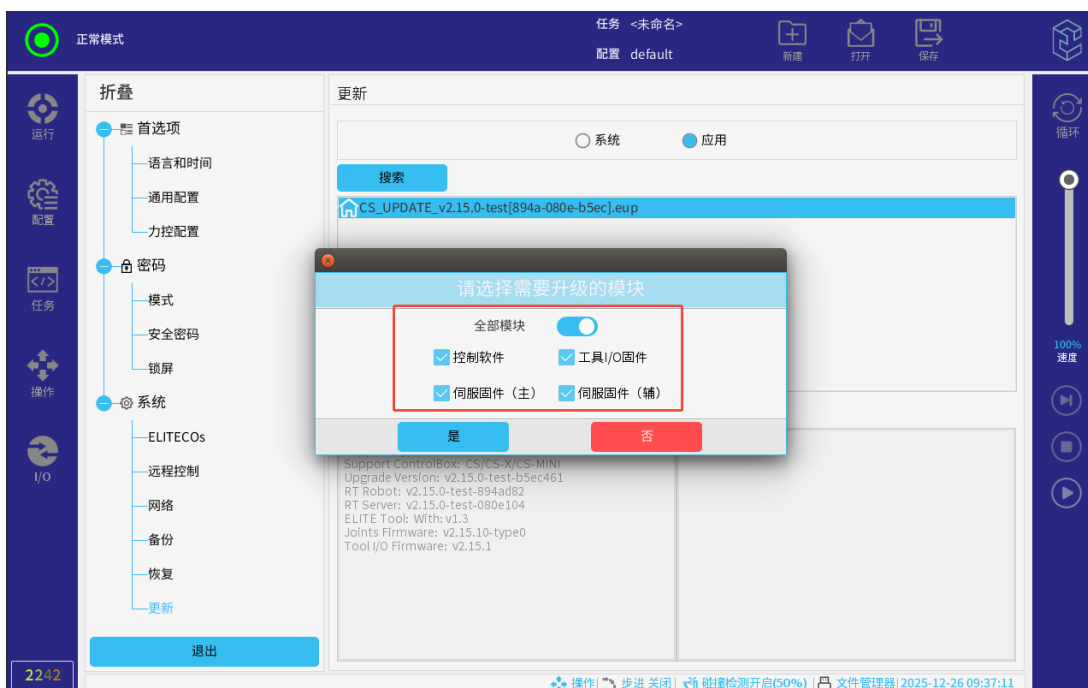 正常模式
任务 <未命名>
配置 default
新建
打开
保存
运行
配置
任务
操作
I/O
2242
折叠
首选项
语言和时间
通用配置
力控配置
密码
模式
安全密码
锁屏
系统
ELITECOs
远程控制
网络
备份
恢复
更新
退出
更新
系统 应用
搜索
CS_UPDATE_v2.15.0-test[894a-080e-b5ec].eup
请选择需要升级的模块
全部模块
控制软件 工具I/O固件
伺服固件（主） 伺服固件（辅）
是 否
Support ControlBox: CS/CS-X/CS-MINI
Upgrade Version: v2.15.0-test-b5ec461
RT Robot: v2.15.0-test-894ad82
RT Server: v2.15.0-test-080e104
ELITE Tool: With: v1.3
Joints Firmware: v2.15.10-type0
Tool I/O Firmware: v2.15.1
循环
100%
速度
操作| 步进 关闭| 碰撞检测开启(50%) | 文件管理器|2025-12-26 09:37:11